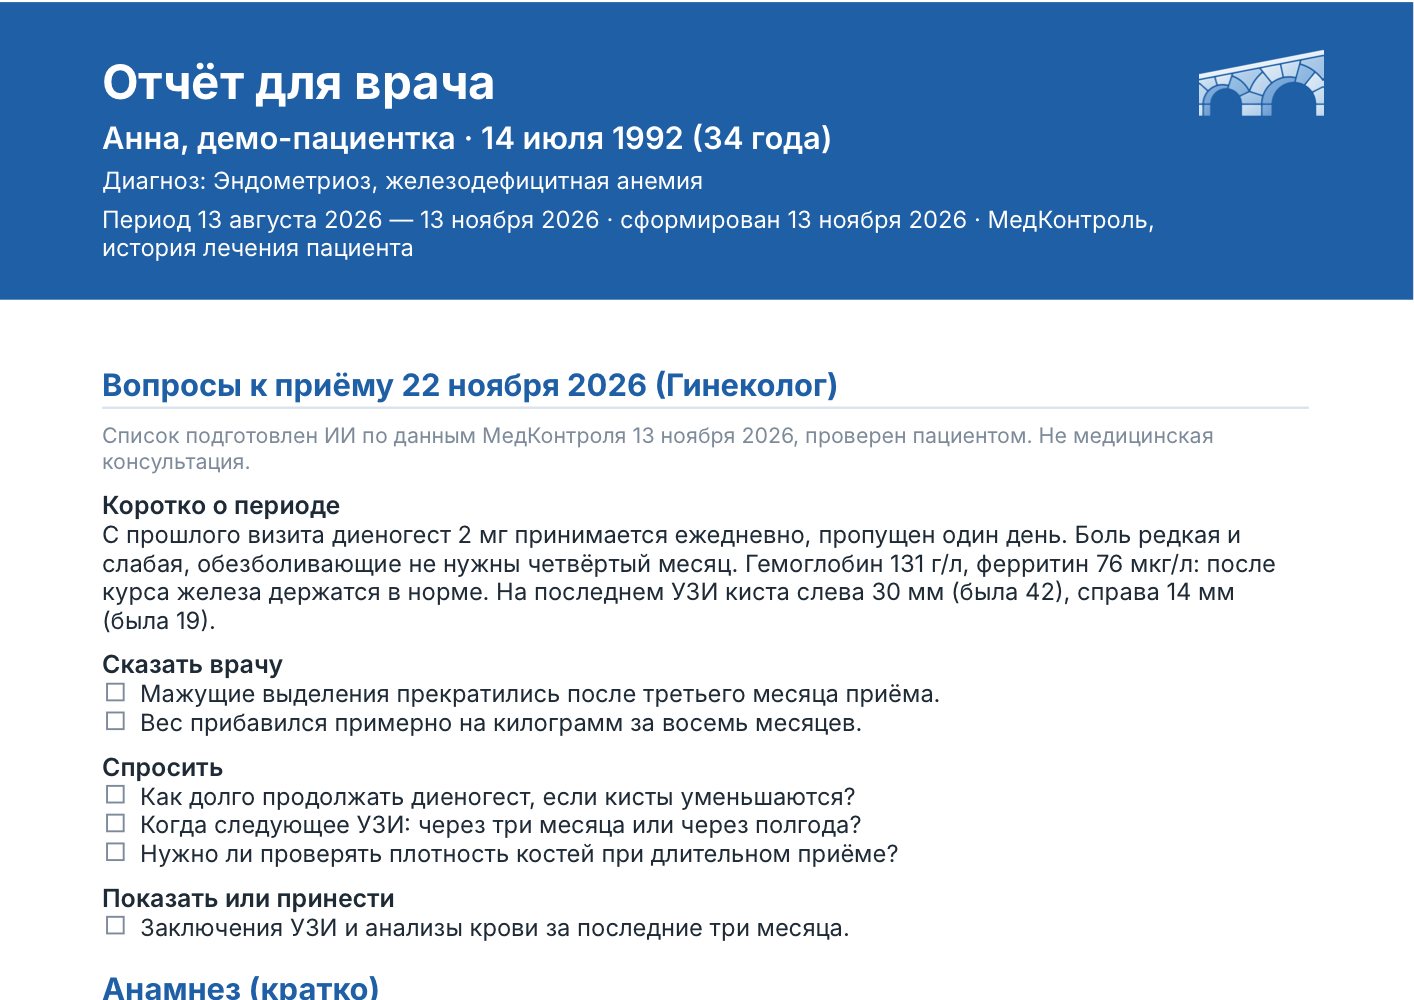 Отчёт для врача
Анна, демо-пациентка · 14 июля 1992 (34 года)
Диагноз: Эндометриоз, железодефицитная анемия
Период 13 августа 2026 — 13 ноября 2026 · сформирован 13 ноября 2026 · МедКонтроль,
история лечения пациента
Вопросы к приёму 22 ноября 2026 (Гинеколог)
Список подготовлен ИИ по данным МедКонтроля 13 ноября 2026, проверен пациентом. Не медицинская
консультация.
Коротко о периоде
С прошлого визита диеногест 2 мг принимается ежедневно, пропущен один день. Боль редкая и
слабая, обезболивающие не нужны четвёртый месяц. Гемоглобин 131 г/л, ферритин 76 мкг/л: после
курса железа держатся в норме. На последнем УЗИ киста слева 30 мм (была 42), справа 14 мм
(была 19).
Сказать врачу
Мажущие выделения прекратились после третьего месяца приёма.
Вес прибавился примерно на килограмм за восемь месяцев.
Спросить
Как долго продолжать диеногест, если кисты уменьшаются?
Когда следующее УЗИ: через три месяца или через полгода?
Нужно ли проверять плотность костей при длительном приёме?
Показать или принести
Заключения УЗИ и анализы крови за последние три месяца.
Анамнез (кратко)